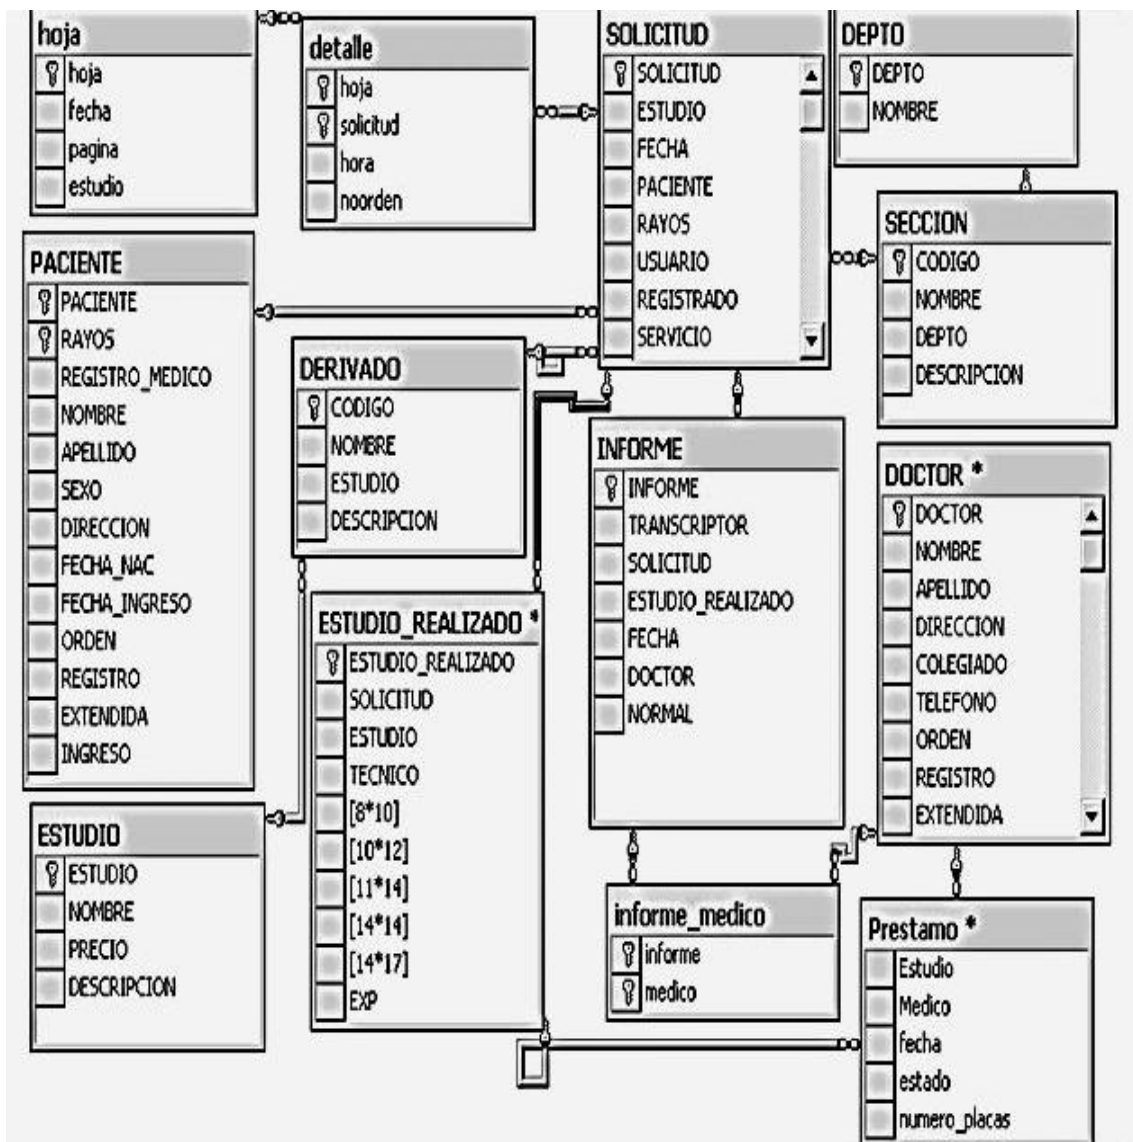 hoja
hoja
fecha
pagina
estudio
detalle
hoja
solicitud
hora
noorden
SOLICITUD
SOLICITUD
ESTUDIO
FECHA
PACIENTE
RAYOS
USUARIO
REGISTRADO
SERVICIO
DEPTO
DEPTO
NOMBRE
SECCION
CODIGO
NOMBRE
DEPTO
DESCRIPCION
PACIENTE
PACIENTE
RAYOS
REGISTRO_MEDICO
NOMBRE
APELLIDO
SEXO
DIRECCION
FECHA_NAC
FECHA_INGRESO
ORDEN
REGISTRO
EXTENDIDA
INGRESO
DERIVADO
CODIGO
NOMBRE
ESTUDIO
DESCRIPCION
INFORME
INFORME
TRANSCRIPTOR
SOLICITUD
ESTUDIO_REALIZADO
FECHA
DOCTOR
NORMAL
DOCTOR *
DOCTOR
NOMBRE
APELLIDO
DIRECCION
COLEGIADO
TELEFONO
ORDEN
REGISTRO
EXTENDIDA
ESTUDIO_REALIZADO *
ESTUDIO_REALIZADO
SOLICITUD
ESTUDIO
TECNICO
[8*10]
[10*12]
[11*14]
[14*14]
[14*17]
EXP
ESTUDIO
ESTUDIO
NOMBRE
PRECIO
DESCRIPCION
informe_medico
informe
medico
Prestamo *
Estudio
Medico
fecha
estado
numero_placas